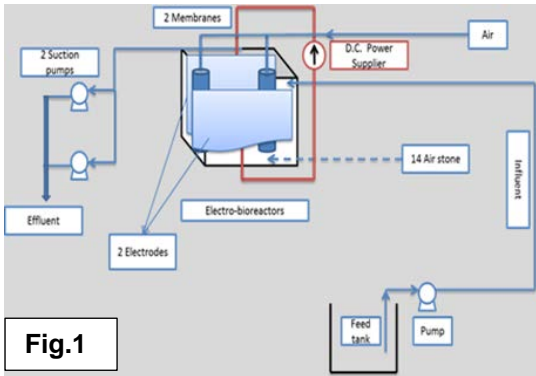 2 Membranes
Air
2 Suction
pumps
D.C. Power
Supplier
14 Air stone
Influent
Effluent
Electro-bioreactors
2 Electrodes
Feed
tank
Pump
Fig.1